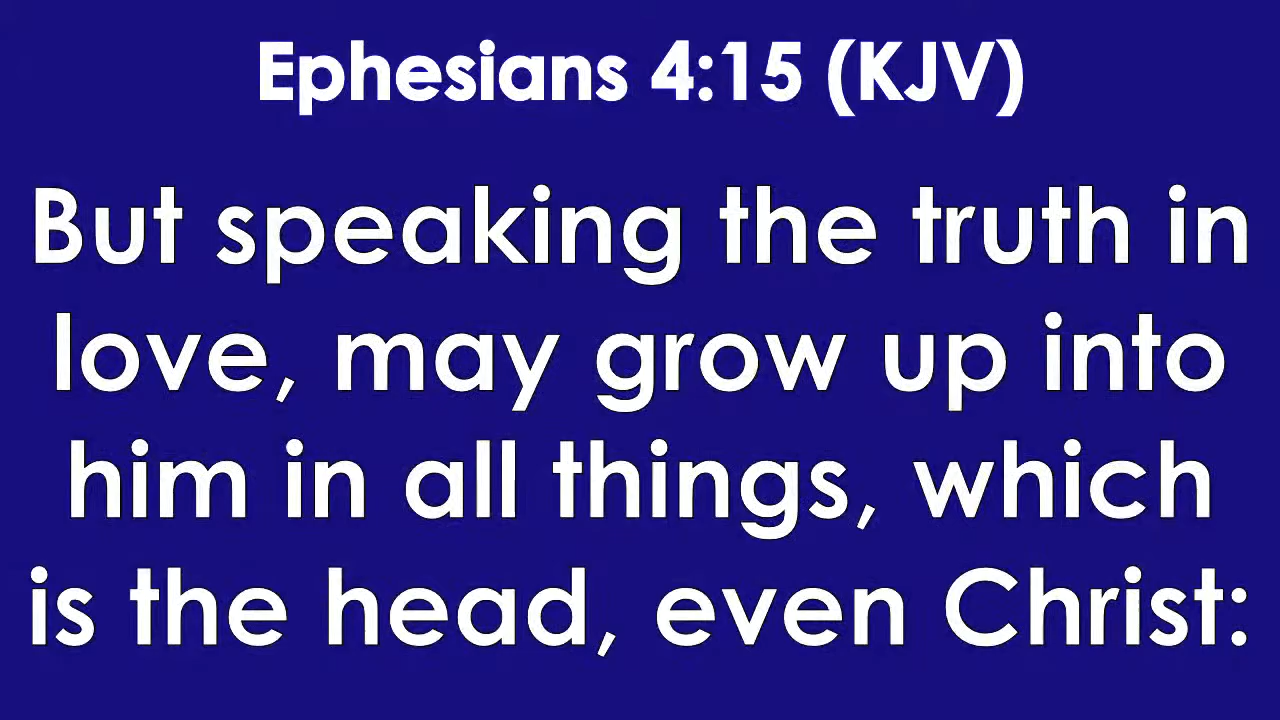 Ephesians 4:15 (KJV)
But speaking the truth in
love, may grow up into
him in all things, which
is the head, even Christ: